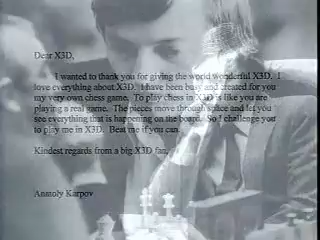 Dear X3D,
I wanted to thank you for giving the world wonderful X3D. I
love everything about X3D. I have been busy and created for you
my very own chess game. To play chess in X3D is like you are
playing a real game. The pieces move through space and let you
see everything that is happening on the board. So I challenge you
to play me in X3D. Beat me if you can.
Kindest regards from a big X3D fan,
Anatoly Karpov